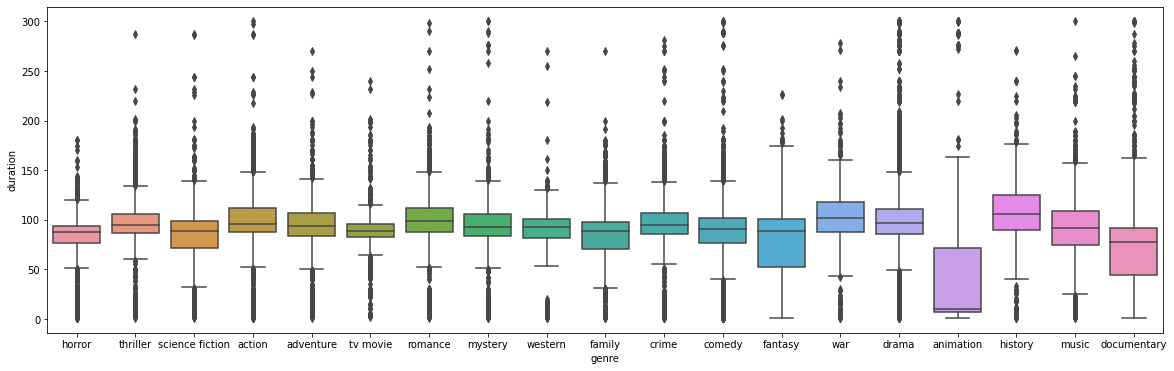 300
250
200
150
100
50
0
duration
horror thriller science fiction action adventure tv movie romance mystery western family crime comedy fantasy war drama animation history music documentary
genre